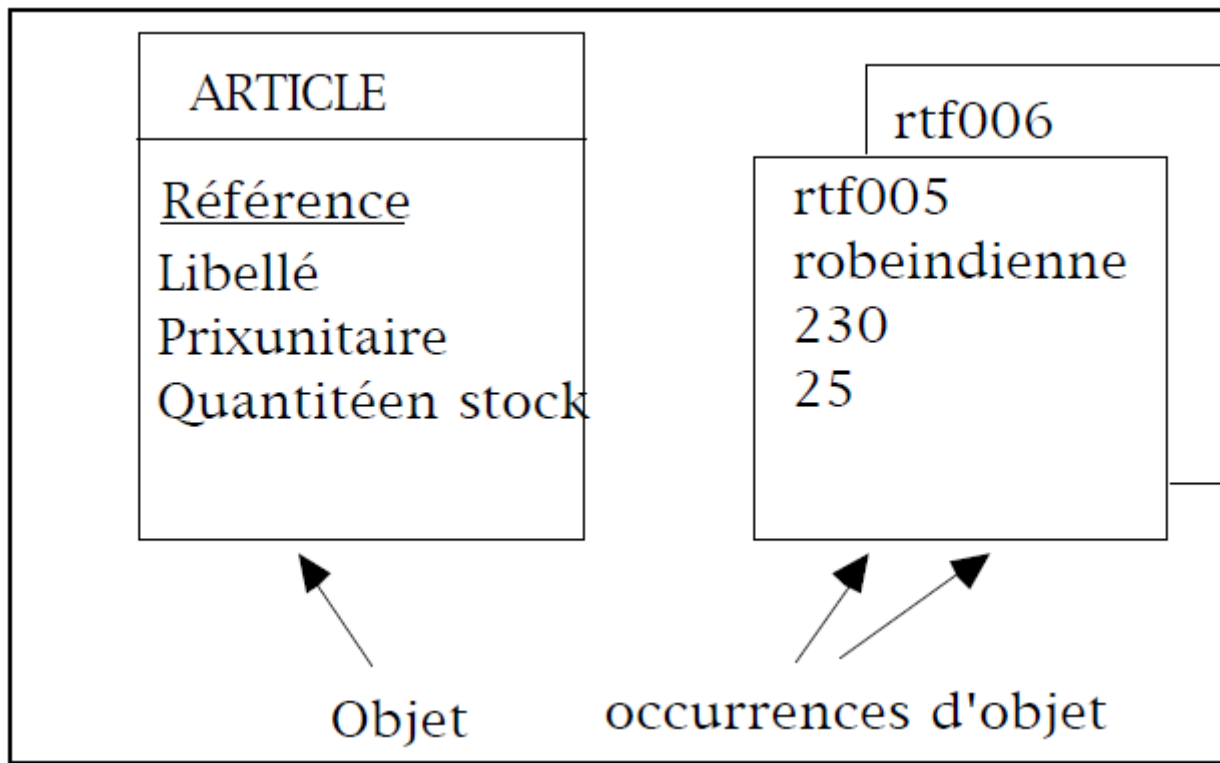 ARTICLE
Référence
Libellé
Prixunitaire
Quantitéen stock
rtf006
rtf005
robeindienne
230
25
Objet
occurrences d'objet